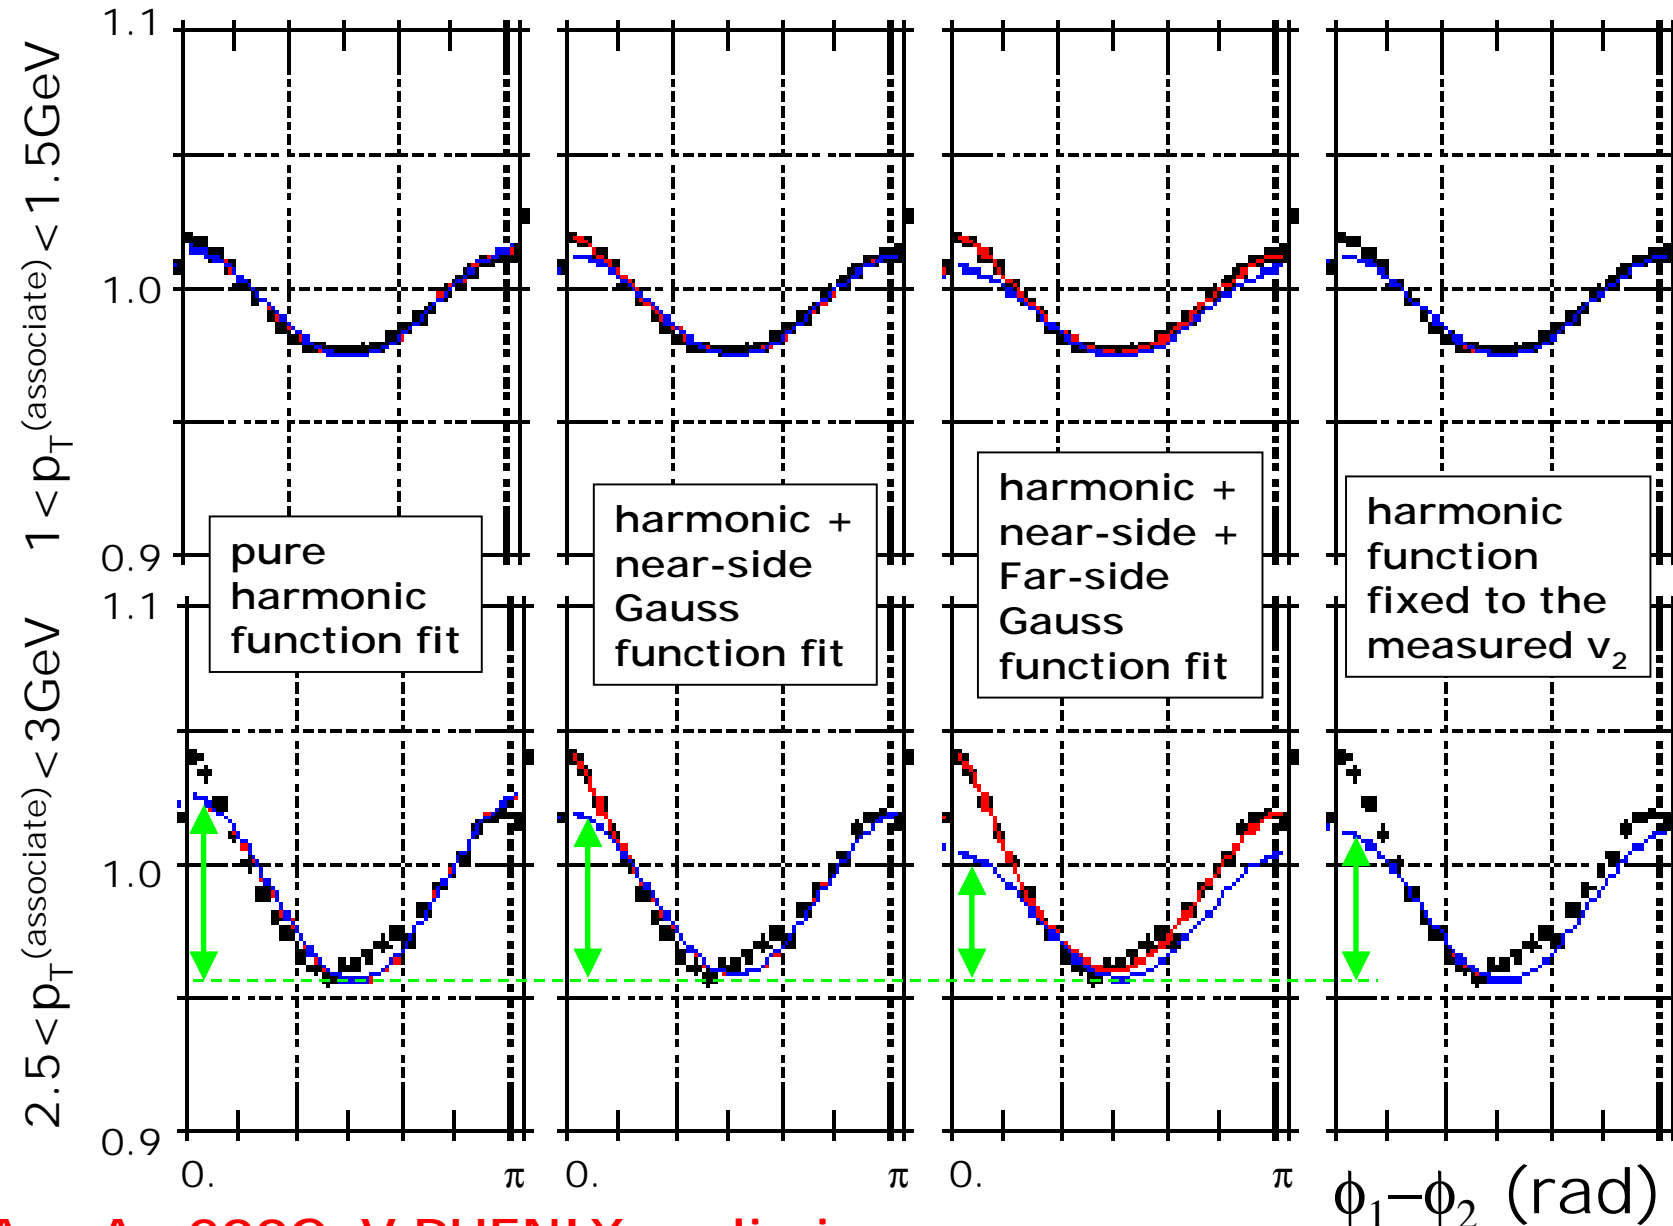 1.1
1.0
0.9
1<pT(associate)<1.5GeV
pure
harmonic
function fit
harmonic +
near-side
Gauss
function fit
harmonic +
near-side +
Far-side
Gauss
function fit
harmonic
function
fixed to the
measured v2
1.1
1.0
0.9
2.5<pT(associate)<3GeV
0. π 0. π 0. π
ϕ1−ϕ2 (rad)